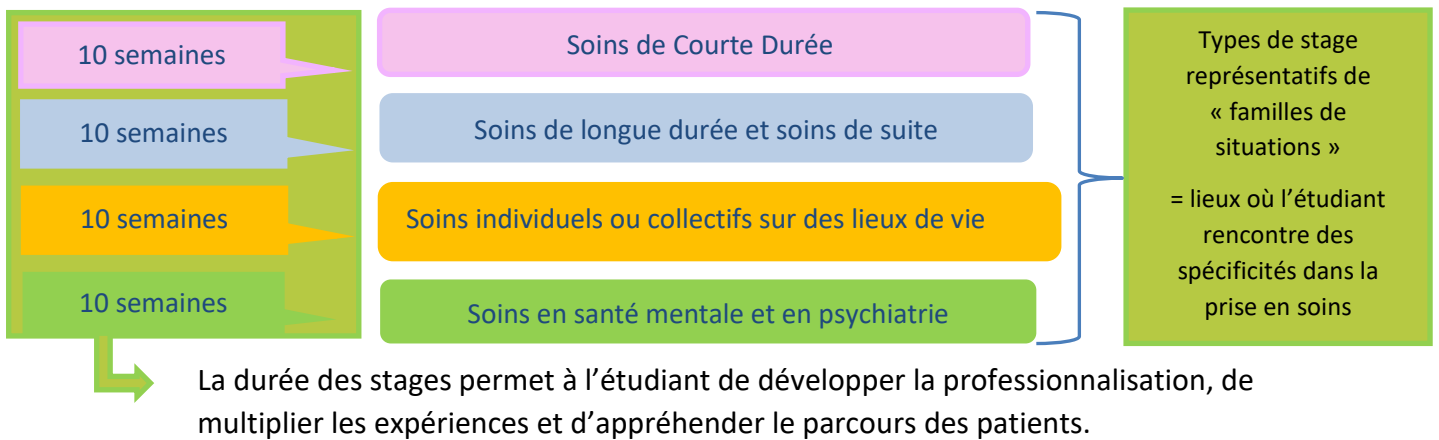 10 semaines
Soins de Courte Durée
10 semaines
Soins de longue durée et soins de suite
10 semaines
Soins individuels ou collectifs sur des lieux de vie
10 semaines
Soins en santé mentale et en psychiatrie
Types de stage
représentatifs de
« familles de
situations »
= lieux où l’étudiant
rencontre des
spécificités dans la
prise en soins
La durée des stages permet à l’étudiant de développer la professionnalisation, de
multiplier les expériences et d’appréhender le parcours des patients.